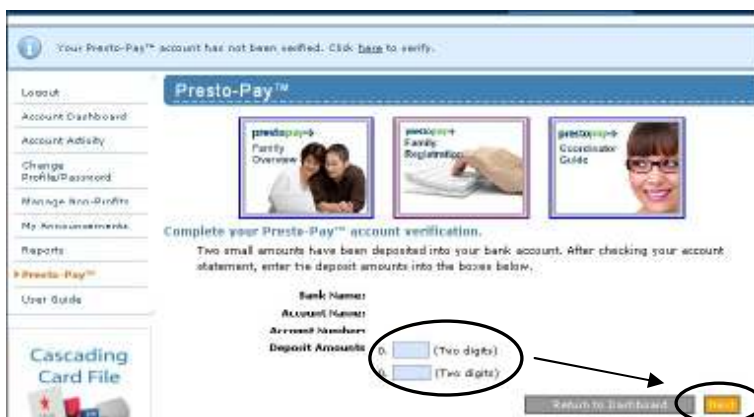 Your Presto-Pay™ account has not been verified. Click here to verify.
Logout
Account Dashboard
Account Activity
Change
Profile/Password
Manage Non-Profits
My Announcements
Reports
Presto-Pay™
User Guide
Cascading
Card File
Presto-Pay™
prestopay
Family
Overview
prestopay
Family
Registration
prestopay
Coordinator
Guide
Complete your Presto-Pay™ account verification.
Two small amounts have been deposited into your bank account. After checking your account
statement, enter the deposit amounts into the boxes below.
Bank Name:
Account Name:
Account Number:
Deposit Amounts 0. (Two digits)
0. (Two digits)
Return to Dashboard Next